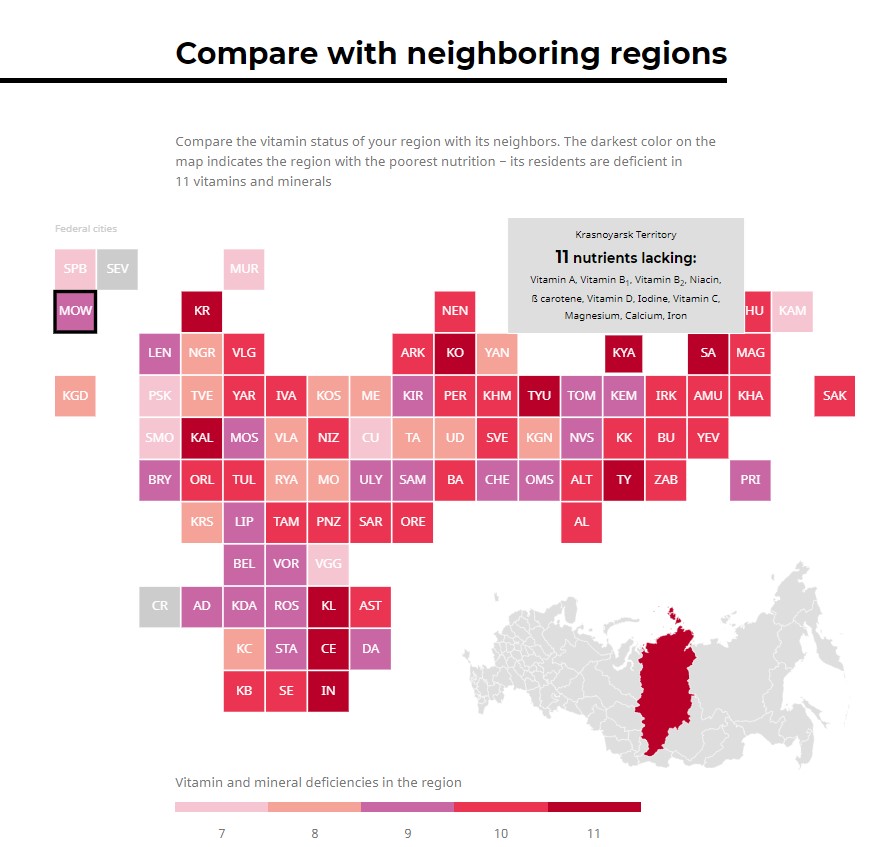 Compare with neighboring regions
Compare the vitamin status of your region with its neighbors. The darkest color on the
map indicates the region with the poorest nutrition – its residents are deficient in
11 vitamins and minerals
Federal cities
Krasnoyarsk Territory
11 nutrients lacking:
Vitamin A, Vitamin B₁, Vitamin B₂, Niacin,
ß carotene, Vitamin D, Iodine, Vitamin C,
Magnesium, Calcium, Iron
SPB SEV MUR
MOW KR NEN HU KAM
LEN NGR VLG ARK KO YAN KYA SA MAG
KGD PSK TVE YAR IVA KOS ME KIR PER KHM TYU TOM KEM IRK AMU KHA SAK
SMO KAL MOS VLA NIZ CU TA UD SVE KGN NVS KK BU YEV
BRY ORL TUL RYA MO ULY SAM BA CHE OMS ALT TY ZAB PRI
KRS LIP TAM PNZ SAR ORE AL
BEL VOR VGG
CR AD KDA ROS KL AST
KC STA CE DA
KB SE IN
Vitamin and mineral deficiencies in the region
7 8 9 10 11